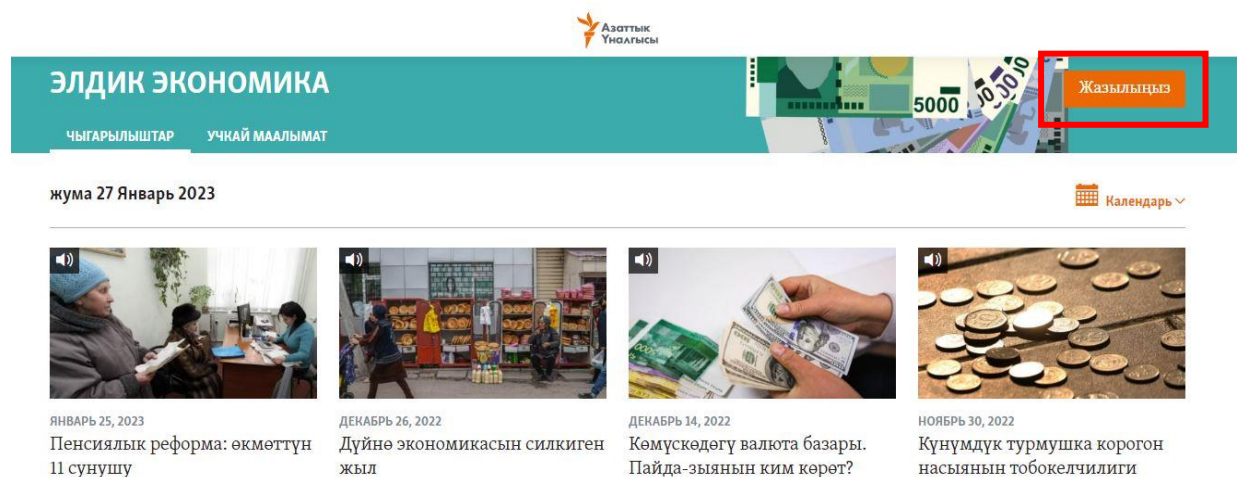 Азаттык
Үналгысы
ЭЛДИК ЭКОНОМИКА
5000
Жазылыңыз
ЧЫГАРЫЛЫШТАР УЧКАЙ МААЛЫМАТ
жума 27 Январь 2023
Календарь
ЯНВАРЬ 25, 2023
Пенсиялык реформа: өкмөттүн
11 сунушу
ДЕКАБРЬ 26, 2022
Дүйнө экономикасын силкиген
жыл
ДЕКАБРЬ 14, 2022
Көмүскөдөгү валюта базары.
Пайда-зыянын ким көрөт?
НОЯБРЬ 30, 2022
Күнүмдүк турмушка корогон
насыянын тобокелчилиги